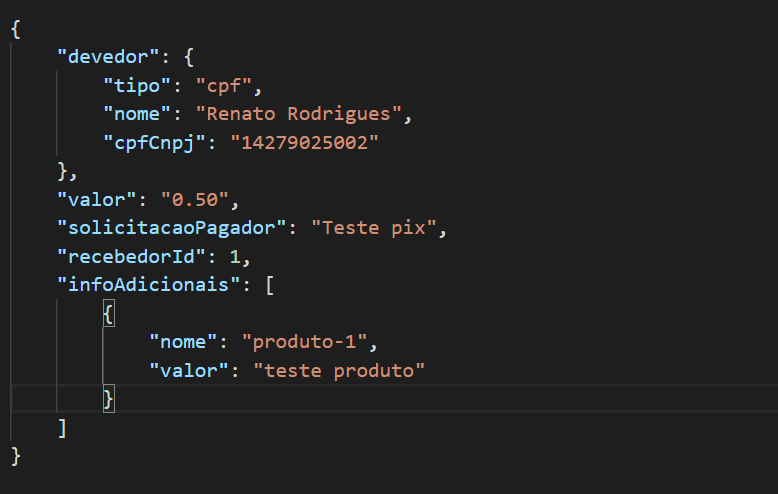 {
    "devedor": {
        "tipo": "cpf",
        "nome": "Renato Rodrigues",
        "cpfCnpj": "14279025002"
    },
    "valor": "0.50",
    "solicitacaoPagador": "Teste pix",
    "recebedorId": 1,
    "infoAdicionais": [
        {
            "nome": "produto-1",
            "valor": "teste produto"
        }
    ]
}